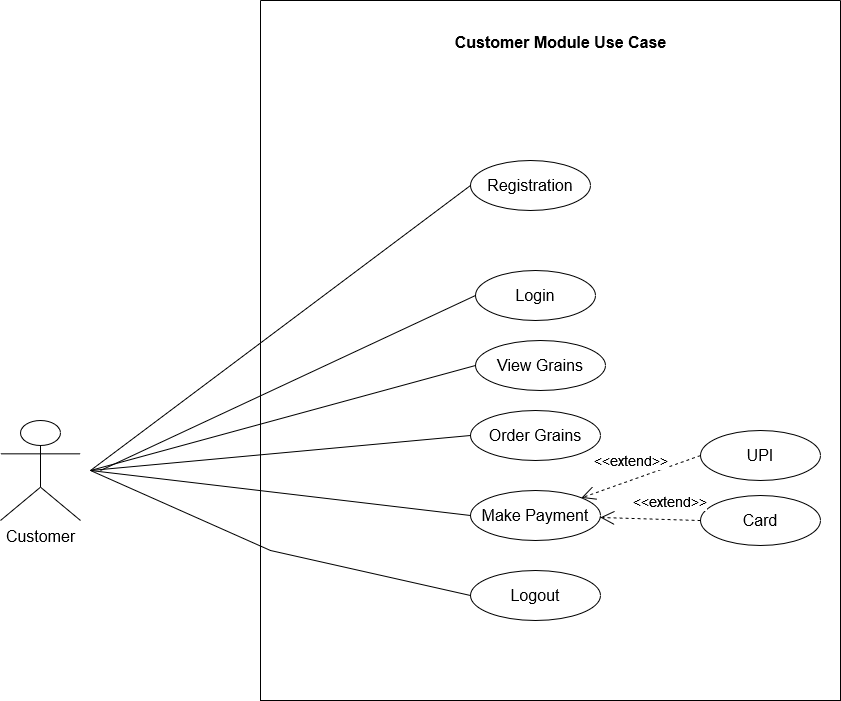 Customer Module Use Case
Registration
Login
View Grains
Order Grains
<<extend>>
UPI
<<extend>>
Make Payment
Card
Customer
Logout